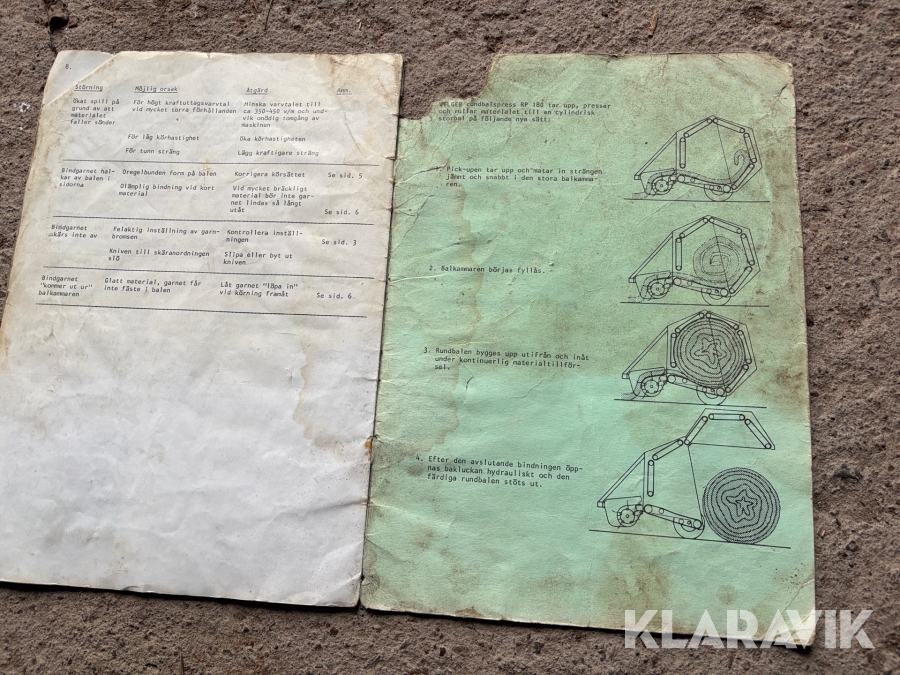 8.
Störning Möjlig orsak Åtgärd Anm.
Ökat spill på För högt kraftuttagsvarvtal Minska varvtalet till
grund av att vid mycket torra förhållanden ca 350-450 v/m och und-
materialet vik onödig tomgång av
faller sönder maskinen
För låg körhastighet Öka körhastigheten
För tunn sträng Lägg kraftigare sträng
Bindgarnet hal- Oregelbunden form på balen Korrigera körsättet Se sid. 5
kar av balen i
sidorna Olämplig bindning vid kort Vid mycket bräckligt
material material bör inte gar-
net lindas så långt
utåt Se sid. 6
Bindgarnet Felaktig inställning av garn- Kontrollera inställ-
skärs inte av bromsen ningen Se sid. 3
Kniven till skäranordningen Slipa eller byt ut
slö kniven
Bindgarnet Glatt material, garnet får Låt garnet "löpa in"
"kommer ut ur" inte fäste i balen vid körning framåt Se sid. 6
balkammaren
WELGER rundbalspress RP 180 tar upp, pressar
och rullar materialet till en cylindrisk
storbal på följande nya sätt:
1. Pick-upen tar upp och matar in strängen
jämnt och snabbt i den stora balkamma-
ren.
2. Balkammaren börjas fyllas.
3. Rundbalen bygges upp utifrån och inåt
under kontinuerlig materialtillför-
sel.
4. Efter den avslutande bindningen öpp-
nas bakluckan hydrauliskt och den
färdiga rundbalen stöts ut.
KLARAVIK